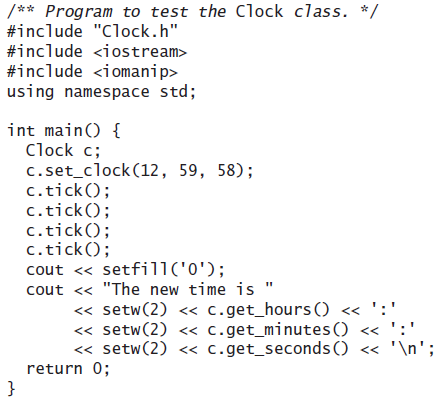 /** Program to test the Clock class. */
#include "Clock.h"
#include <iostream>
#include <iomanip>
using namespace std;

int main() {
  Clock c;
  c.set_clock(12, 59, 58);
  c.tick();
  c.tick();
  c.tick();
  c.tick();
  cout << setfill('0');
  cout << "The new time is "
       << setw(2) << c.get_hours() << ':'
       << setw(2) << c.get_minutes() << ':'
       << setw(2) << c.get_seconds() << '\n';
  return 0;
}